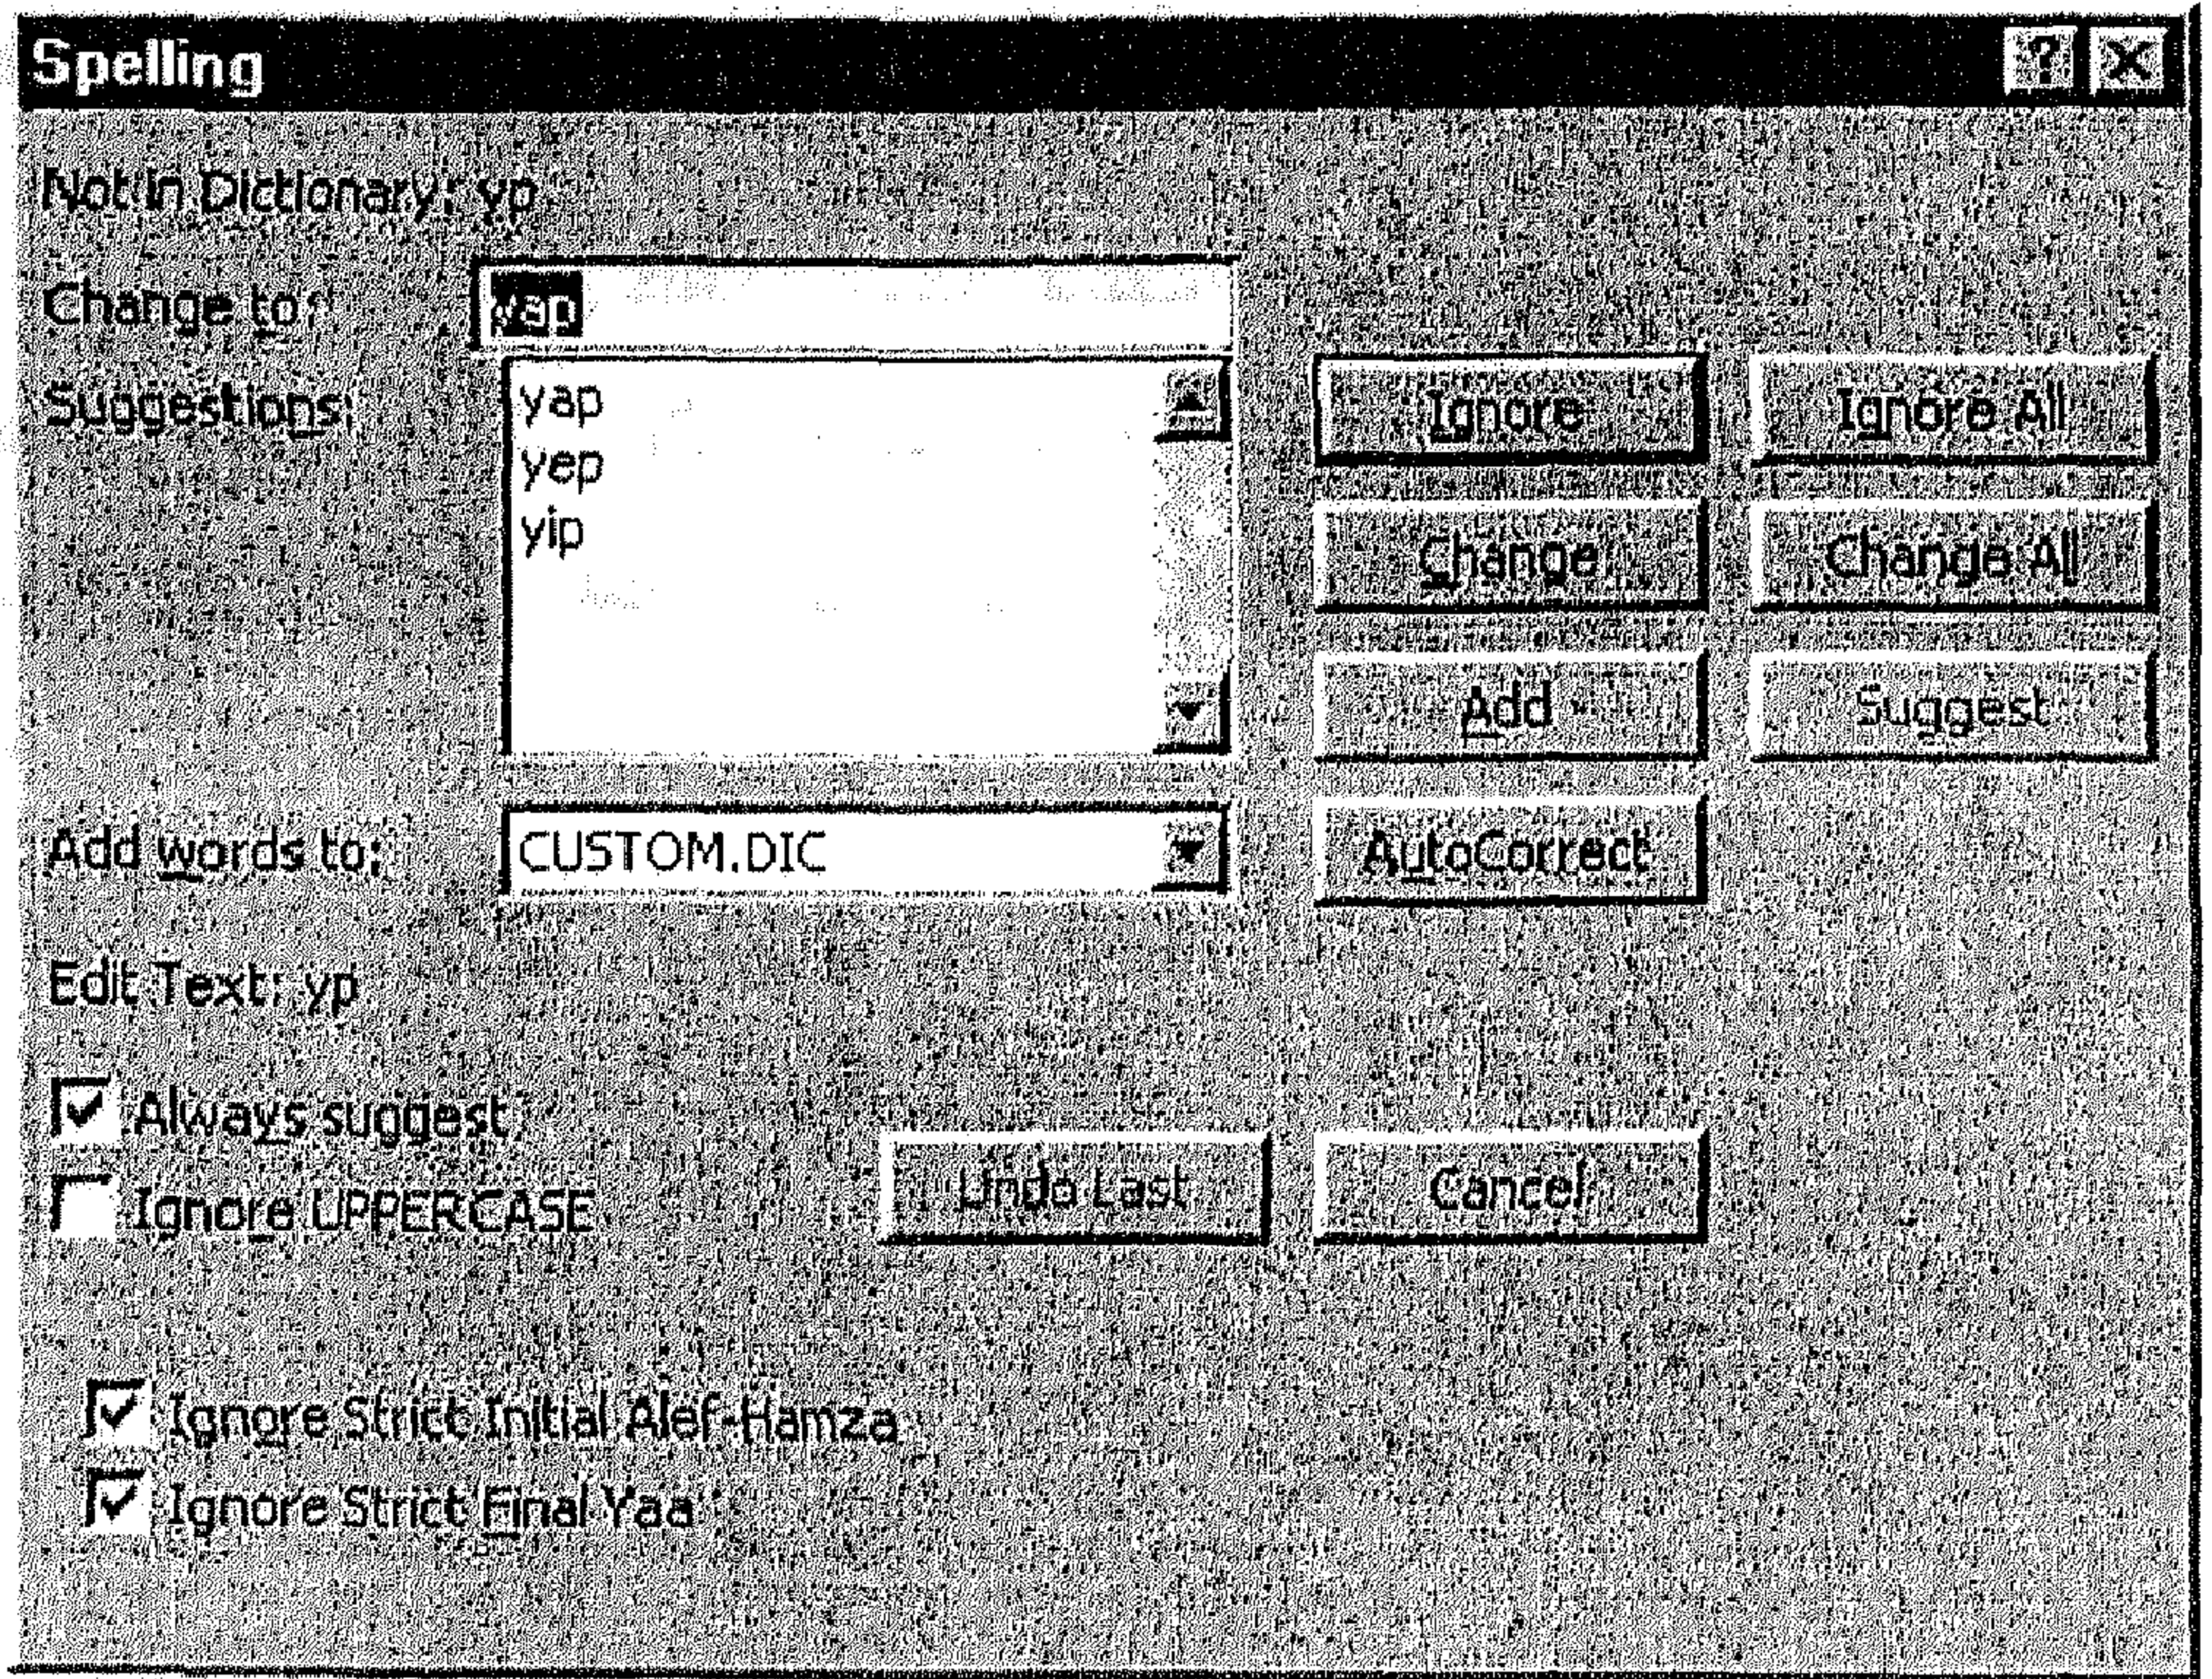 Spelling
Not in Dictionary: yp
Change to: yap
Suggestions:
yap
yep
yip
Ignore Ignore All
Change Change All
Add Suggest
Add words to: CUSTOM.DIC AutoCorrect
Edit Text: yp
Always suggest
Ignore UPPERCASE
Undo Last Cancel
Ignore Strict Initial Alef-Hamza
Ignore Strict Final Yaa